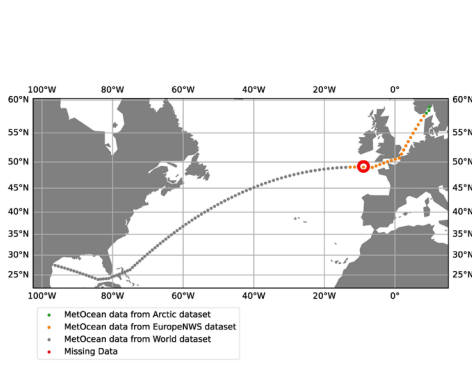 100°W 80°W 60°W 40°W 20°W 0°
60°N 60°N
55°N 55°N
50°N 50°N
45°N 45°N
40°N 40°N
35°N 35°N
30°N 30°N
25°N 25°N
100°W 80°W 60°W 40°W 20°W 0°
MetOcean data from Arctic dataset
MetOcean data from EuropeNWS dataset
MetOcean data from World dataset
Missing Data